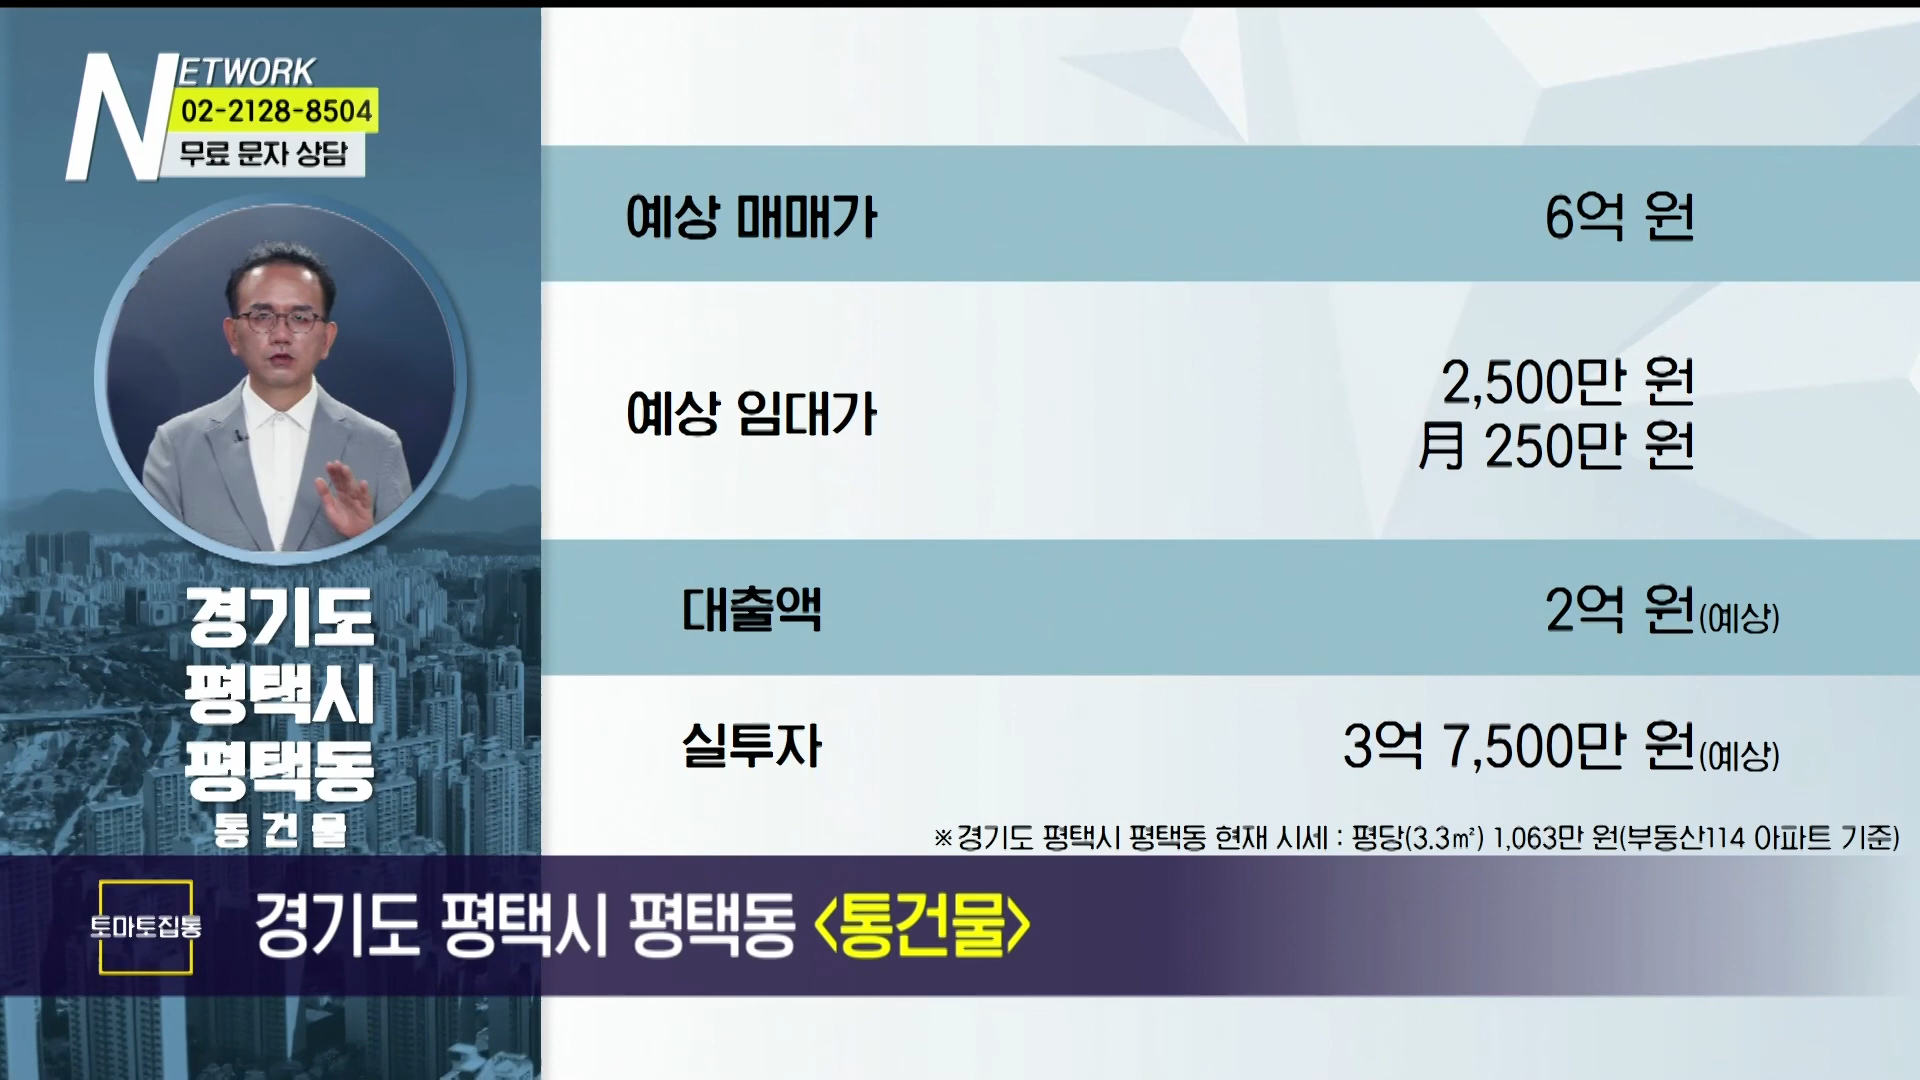 NETWORK
02-2128-8504
무료 문자 상담
경기도
평택시
평택동
통건물
예상 매매가 6억 원
예상 임대가 2,500만 원
月 250만 원
대출액 2억 원(예상)
실투자 3억 7,500만 원(예상)
※경기도 평택시 평택동 현재 시세 : 평당(3.3㎡) 1,063만 원(부동산114 아파트 기준)
토마토집통
경기도 평택시 평택동 <통건물>